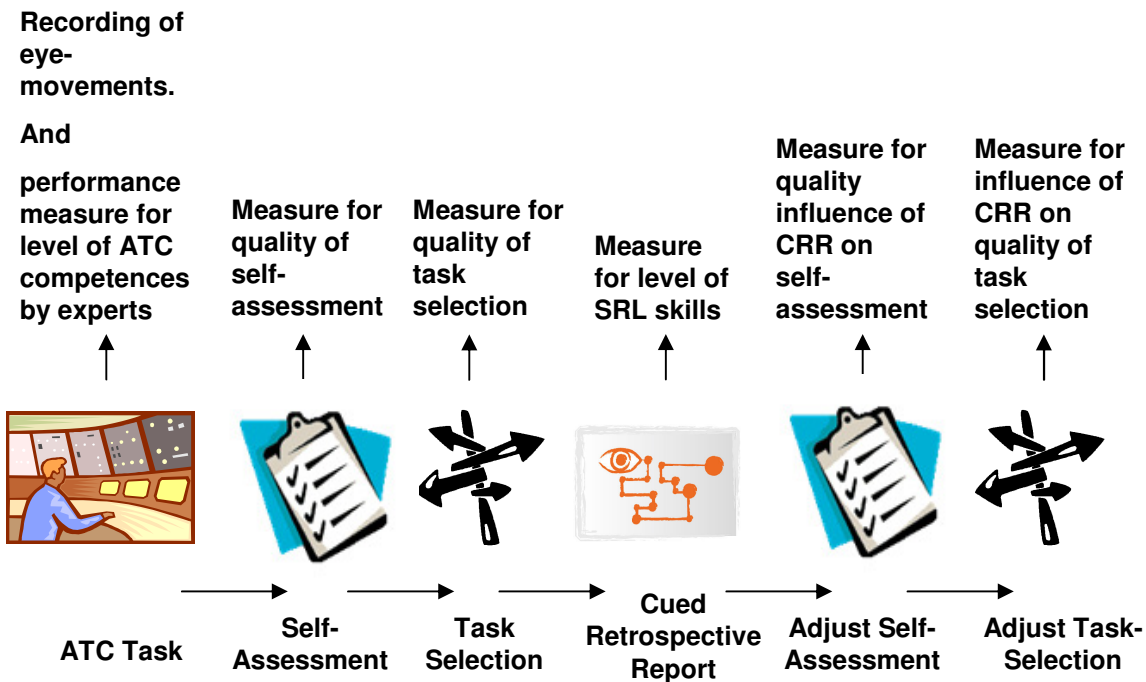 Recording of
eye-
movements.
And
performance
measure for
level of ATC
competences
by experts
Measure for
quality of
self-
assessment
Measure for
quality of
task
selection
Measure
for level of
SRL skills
Measure for
quality
influence of
CRR on
self-
assessment
Measure for
influence of
CRR on
quality of
task
selection
ATC Task
Self-
Assessment
Task
Selection
Cued
Retrospective
Report
Adjust Self-
Assessment
Adjust Task-
Selection